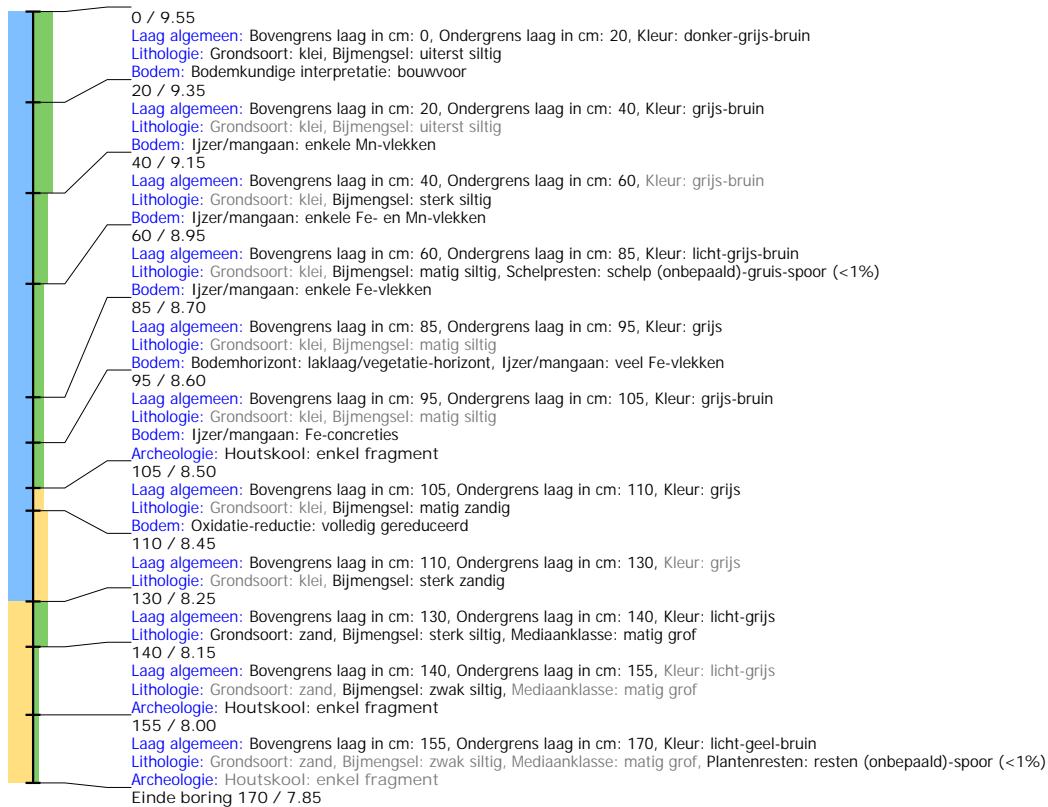 0 / 9.55
Laag algemeen: Bovengrens laag in cm: 0, Ondergrens laag in cm: 20, Kleur: donker-grijs-bruin
Lithologie: Grondsoort: klei, Bijmengsel: uiterst siltig
Bodem: Bodemkundige interpretatie: bouwvoor
20 / 9.35
Laag algemeen: Bovengrens laag in cm: 20, Ondergrens laag in cm: 40, Kleur: grijs-bruin
Lithologie: Grondsoort: klei, Bijmengsel: uiterst siltig
Bodem: Ijzer/mangaan: enkele Mn-vlekken
40 / 9.15
Laag algemeen: Bovengrens laag in cm: 40, Ondergrens laag in cm: 60, Kleur: grijs-bruin
Lithologie: Grondsoort: klei, Bijmengsel: sterk siltig
Bodem: Ijzer/mangaan: enkele Fe- en Mn-vlekken
60 / 8.95
Laag algemeen: Bovengrens laag in cm: 60, Ondergrens laag in cm: 85, Kleur: licht-grijs-bruin
Lithologie: Grondsoort: klei, Bijmengsel: matig siltig, Schelpresten: schelp (onbepaald)-gruis-spoor (<1%)
Bodem: Ijzer/mangaan: enkele Fe-vlekken
85 / 8.70
Laag algemeen: Bovengrens laag in cm: 85, Ondergrens laag in cm: 95, Kleur: grijs
Lithologie: Grondsoort: klei, Bijmengsel: matig siltig
Bodem: Bodemhorizont: laklaag/vegetatie-horizont, Ijzer/mangaan: veel Fe-vlekken
95 / 8.60
Laag algemeen: Bovengrens laag in cm: 95, Ondergrens laag in cm: 105, Kleur: grijs-bruin
Lithologie: Grondsoort: klei, Bijmengsel: matig siltig
Bodem: Ijzer/mangaan: Fe-concreties
Archeologie: Houtskool: enkel fragment
105 / 8.50
Laag algemeen: Bovengrens laag in cm: 105, Ondergrens laag in cm: 110, Kleur: grijs
Lithologie: Grondsoort: klei, Bijmengsel: matig zandig
Bodem: Oxidatie-reductie: volledig gereduceerd
110 / 8.45
Laag algemeen: Bovengrens laag in cm: 110, Ondergrens laag in cm: 130, Kleur: grijs
Lithologie: Grondsoort: klei, Bijmengsel: sterk zandig
130 / 8.25
Laag algemeen: Bovengrens laag in cm: 130, Ondergrens laag in cm: 140, Kleur: licht-grijs
Lithologie: Grondsoort: zand, Bijmengsel: sterk siltig, Mediaanklasse: matig grof
140 / 8.15
Laag algemeen: Bovengrens laag in cm: 140, Ondergrens laag in cm: 155, Kleur: licht-grijs
Lithologie: Grondsoort: zand, Bijmengsel: zwak siltig, Mediaanklasse: matig grof
Archeologie: Houtskool: enkel fragment
155 / 8.00
Laag algemeen: Bovengrens laag in cm: 155, Ondergrens laag in cm: 170, Kleur: licht-geel-bruin
Lithologie: Grondsoort: zand, Bijmengsel: zwak siltig, Mediaanklasse: matig grof, Plantenresten: resten (onbepaald)-spoor (<1%)
Archeologie: Houtskool: enkel fragment
Einde boring 170 / 7.85